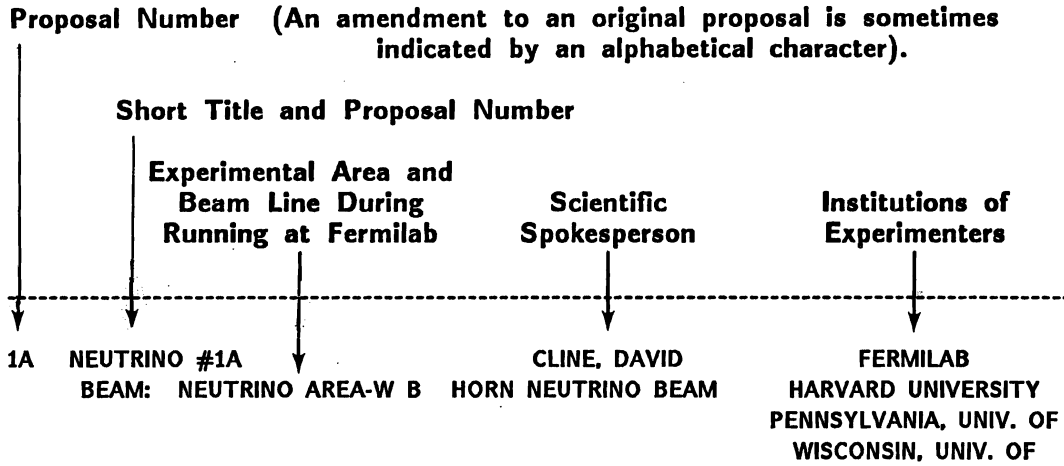 Proposal Number (An amendment to an original proposal is sometimes
indicated by an alphabetical character).
Short Title and Proposal Number
Experimental Area and
Beam Line During
Running at Fermilab
Scientific
Spokesperson
Institutions of
Experimenters
1A NEUTRINO #1A CLINE, DAVID FERMILAB
BEAM: NEUTRINO AREA-W B HORN NEUTRINO BEAM HARVARD UNIVERSITY
PENNSYLVANIA, UNIV. OF
WISCONSIN, UNIV. OF